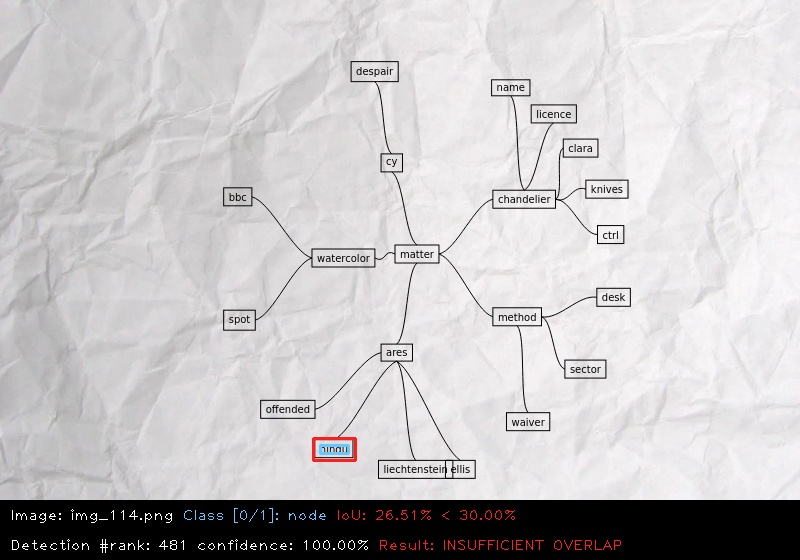 despair
name
licence
clara
cy
knives
bbc
chandelier
ctrl
matter
watercolor
desk
method
spot
ares
sector
offended
waiver
liechtenstein
ellis
Image: img_114.png Class [0/1]: node IoU: 26.51% < 30.00%
Detection #rank: 481 confidence: 100.00% Result: INSUFFICIENT OVERLAP